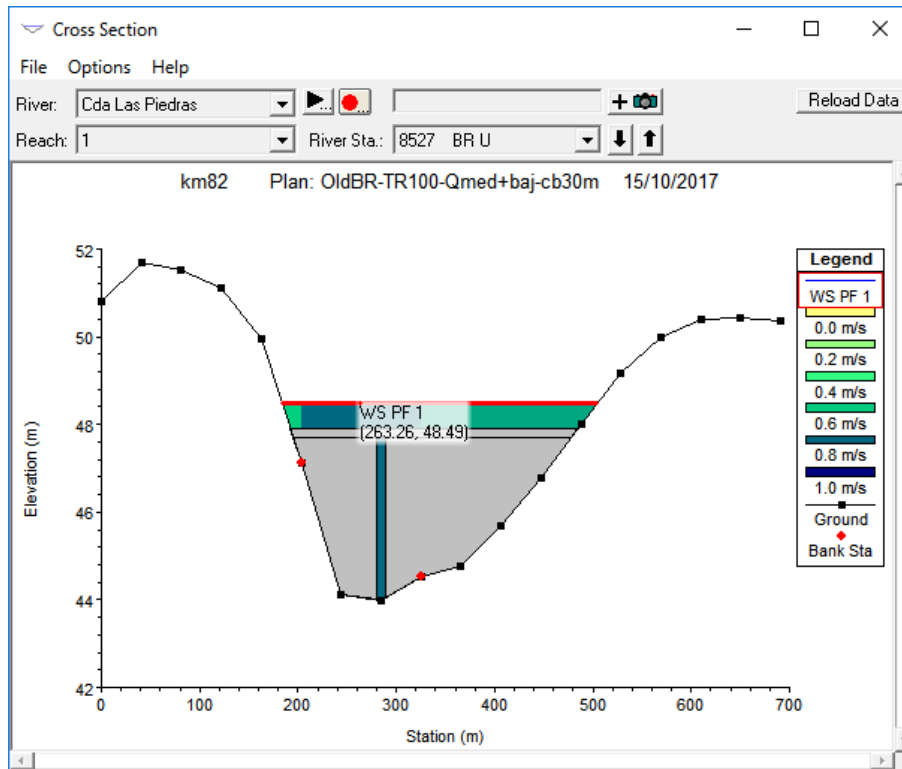 Cross Section
File Options Help
River: Cda Las Piedras Reload Data
Reach: 1 River Sta.: 8527 BR U
km82 Plan: OldBR-TR100-Qmed+baj-cb30m 15/10/2017
52
50
48
46
44
42
0 100 200 300 400 500 600 700
Elevation (m)
Station (m)
WS PF 1
(263.26, 48.49)
Legend
WS PF 1
0.0 m/s
0.2 m/s
0.4 m/s
0.6 m/s
0.8 m/s
1.0 m/s
Ground
Bank Sta